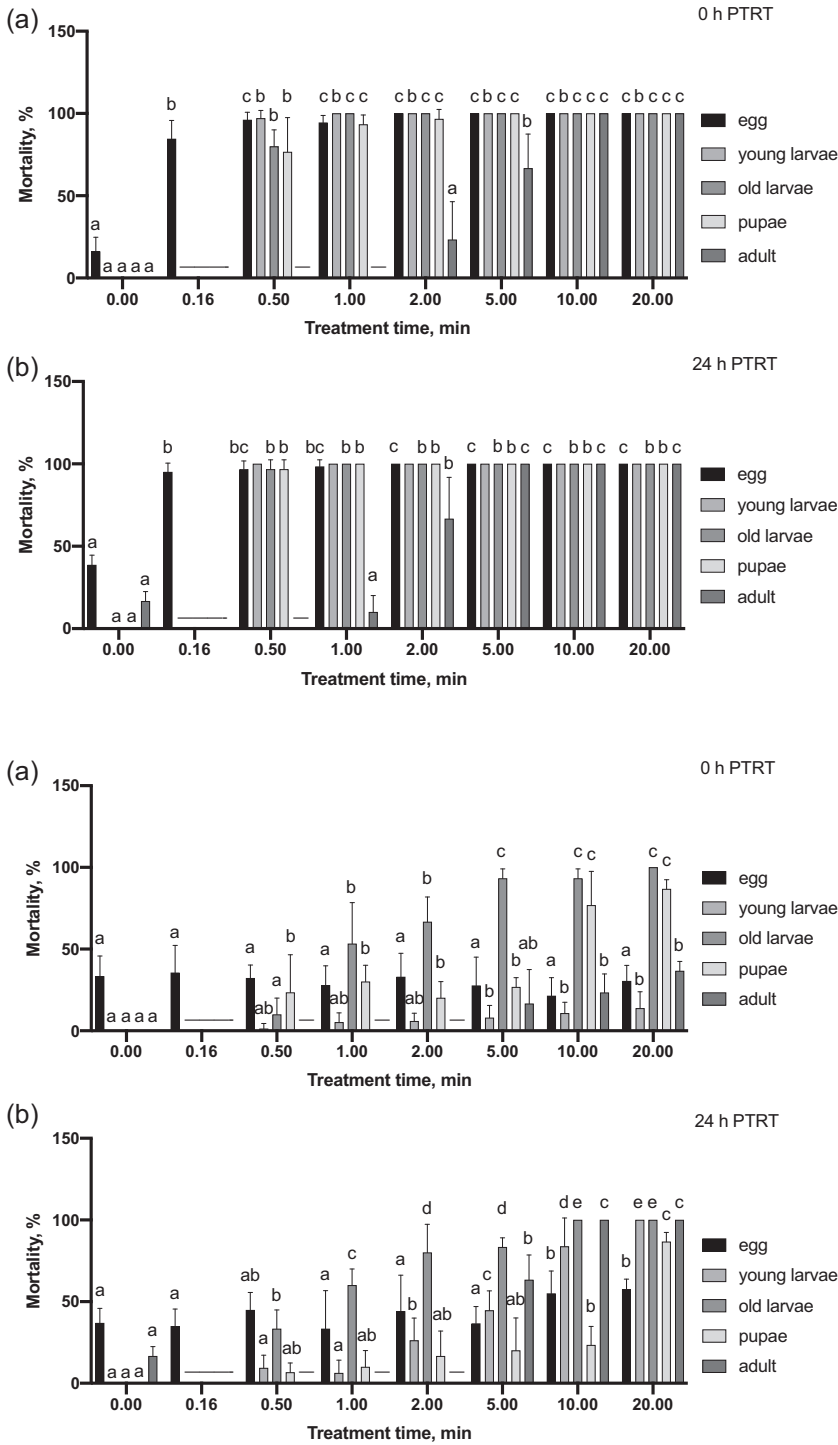 (a)
0 h PTRT
150
c b b c b c c c b c c c b c c c b c c c c b c c c
100
b
egg
young larvae
b
old larvae
50
a
pupae
a
adult
a a a a
0
0.00 0.16 0.50 1.00 2.00 5.00 10.00 20.00
Mortality, %
Treatment time, min
(b)
24 h PTRT
150
b bc b b bc b b c b b c b b c c b b c c b b c
100
b
egg
young larvae
a
old larvae
50
a
a
pupae
a a
adult
0
0.00 0.16 0.50 1.00 2.00 5.00 10.00 20.00
Mortality, %
Treatment time, min
(a)
0 h PTRT
150
c c c c c
100
b b
egg
young larvae
a a a b a b a a ab a a b
old larvae
50
a b b b
pupae
a a a a ab ab ab b b
adult
0
0.00 0.16 0.50 1.00 2.00 5.00 10.00 20.00
Mortality, %
Treatment time, min
(b)
24 h PTRT
150
d d d e c e e c c
100
c
egg
a a ab a a a b b b
young larvae
b c
old larvae
50
a b b
pupae
a a a a ab a ab ab ab
adult
0
0.00 0.16 0.50 1.00 2.00 5.00 10.00 20.00
Mortality, %
Treatment time, min